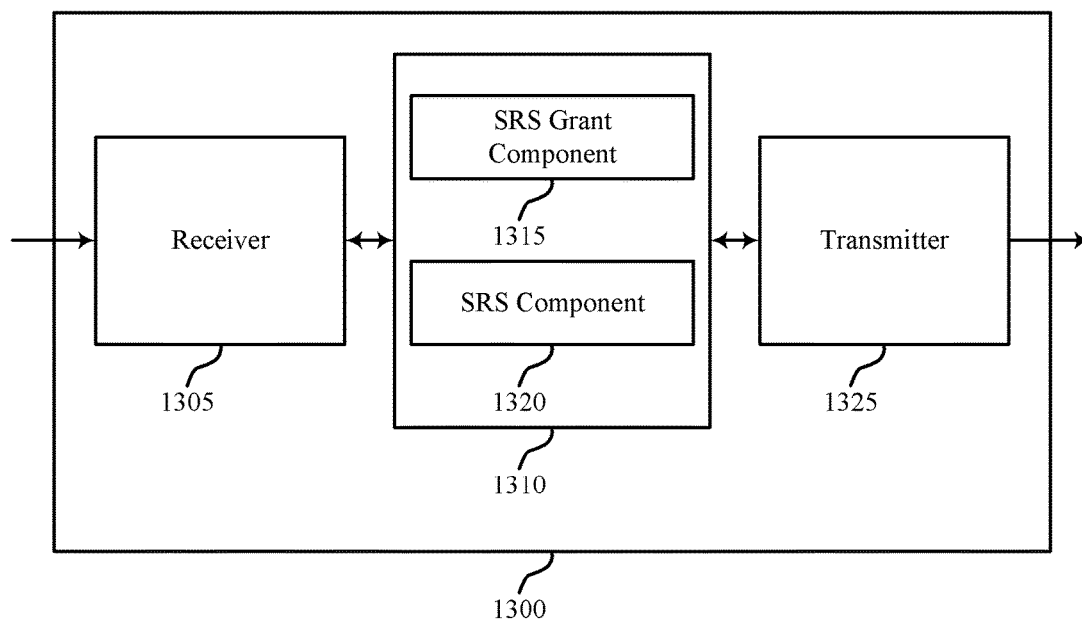 SRS Grant
Component
1315
Receiver
Transmitter
SRS Component
1305
1320
1325
1310
1300